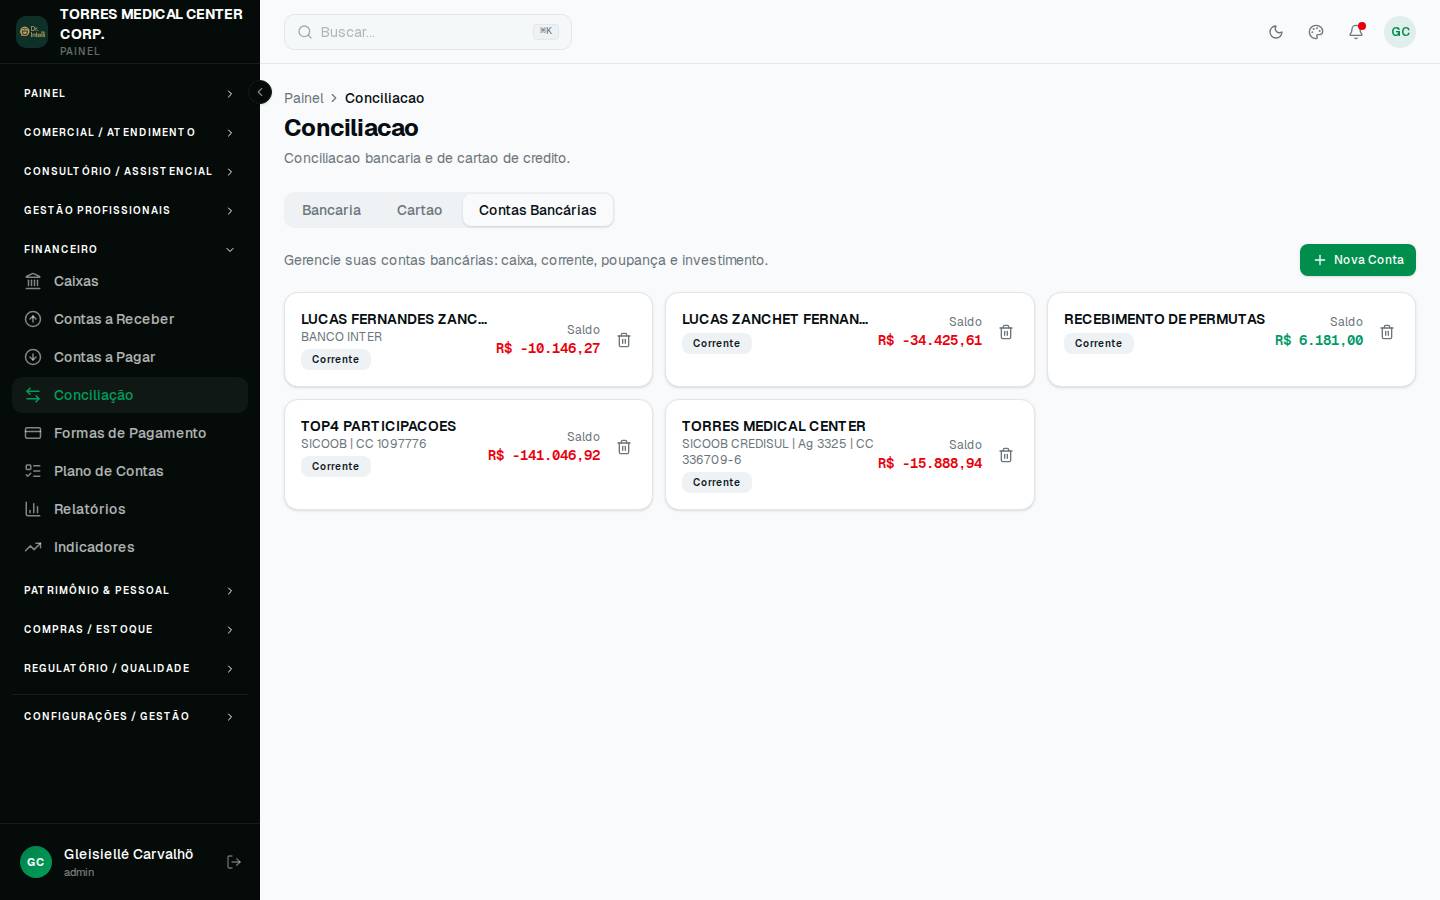 TORRES MEDICAL CENTER
CORP.
PAINEL
Buscar...
⌘K
GC
PAINEL
COMERCIAL / ATENDIMENTO
CONSULTÓRIO / ASSISTENCIAL
GESTÃO PROFISSIONAIS
FINANCEIRO
Caixas
Contas a Receber
Contas a Pagar
Conciliação
Formas de Pagamento
Plano de Contas
Relatórios
Indicadores
PATRIMÔNIO & PESSOAL
COMPRAS / ESTOQUE
REGULATÓRIO / QUALIDADE
CONFIGURAÇÕES / GESTÃO
GC
Gleisiellé Carvalhö
admin
Painel > Conciliacao
Conciliacao
Conciliacao bancaria e de cartao de credito.
Bancaria Cartao Contas Bancárias
Gerencie suas contas bancárias: caixa, corrente, poupança e investimento.
+ Nova Conta
LUCAS FERNANDES ZANC...
BANCO INTER
Corrente
Saldo
R$ -10.146,27
LUCAS ZANCHET FERNAN...
Corrente
Saldo
R$ -34.425,61
RECEBIMENTO DE PERMUTAS
Corrente
Saldo
R$ 6.181,00
TOP4 PARTICIPACOES
SICOOB | CC 1097776
Corrente
Saldo
R$ -141.046,92
TORRES MEDICAL CENTER
SICOOB CREDISUL | Ag 3325 | CC
336709-6
Corrente
Saldo
R$ -15.888,94